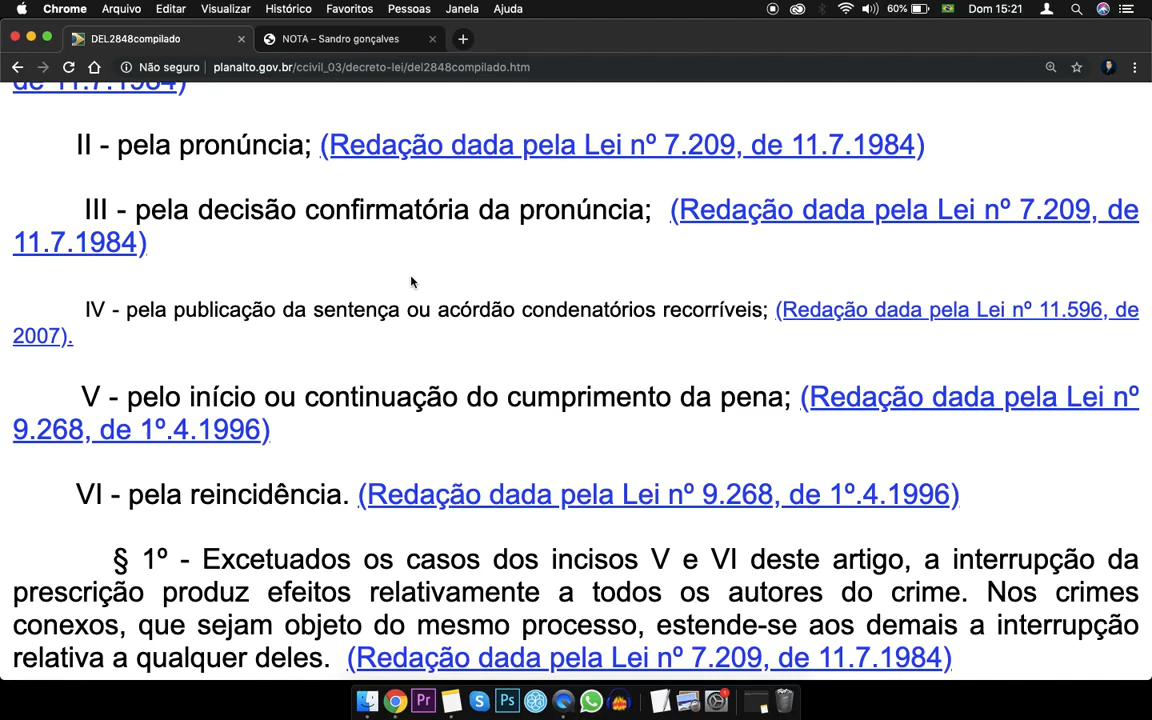 Chrome Arquivo Editar Visualizar Histórico Favoritos Pessoas Janela Ajuda 60% Dom 15:21
DEL2848compilado NOTA – Sandro gonçalves
Não seguro planalto.gov.br/ccivil_03/decreto-lei/del2848compilado.htm
de 11.7.1984)
II - pela pronúncia; (Redação dada pela Lei nº 7.209, de 11.7.1984)
III - pela decisão confirmatória da pronúncia; (Redação dada pela Lei nº 7.209, de
11.7.1984)
IV - pela publicação da sentença ou acórdão condenatórios recorríveis; (Redação dada pela Lei nº 11.596, de
2007).
V - pelo início ou continuação do cumprimento da pena; (Redação dada pela Lei nº
9.268, de 1º.4.1996)
VI - pela reincidência. (Redação dada pela Lei nº 9.268, de 1º.4.1996)
§ 1º - Excetuados os casos dos incisos V e VI deste artigo, a interrupção da
prescrição produz efeitos relativamente a todos os autores do crime. Nos crimes
conexos, que sejam objeto do mesmo processo, estende-se aos demais a interrupção
relativa a qualquer deles. (Redação dada pela Lei nº 7.209, de 11.7.1984)
Pr Ps